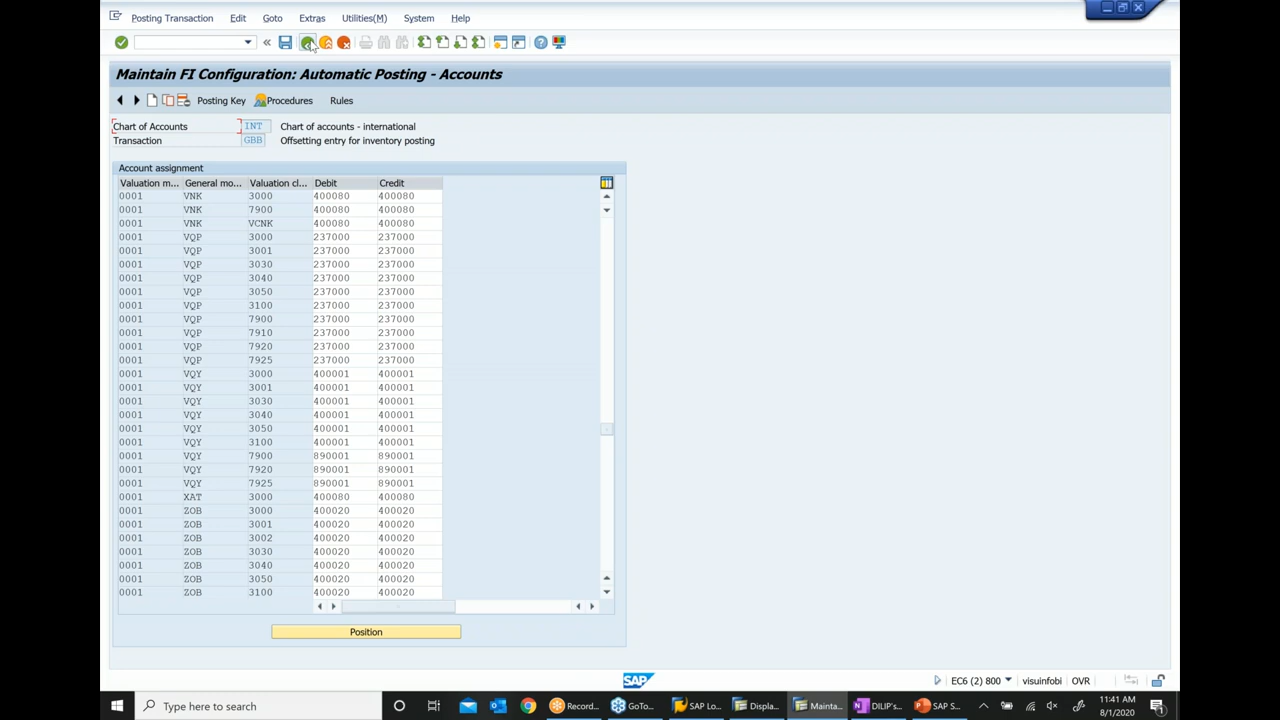 Posting Transaction Edit Goto Extras Utilities(M) System Help
Maintain FI Configuration: Automatic Posting - Accounts
Posting Key Procedures Rules
Chart of Accounts INT Chart of accounts - international
Transaction GBB Offsetting entry for inventory posting
Account assignment
Valuation m... General mo... Valuation cl... Debit Credit
0001 VNK 3000 400080 400080
0001 VNK 7900 400080 400080
0001 VNK VCNK 400080 400080
0001 VQP 3000 237000 237000
0001 VQP 3001 237000 237000
0001 VQP 3030 237000 237000
0001 VQP 3040 237000 237000
0001 VQP 3050 237000 237000
0001 VQP 3100 237000 237000
0001 VQP 7900 237000 237000
0001 VQP 7910 237000 237000
0001 VQP 7920 237000 237000
0001 VQP 7925 237000 237000
0001 VQY 3000 400001 400001
0001 VQY 3001 400001 400001
0001 VQY 3030 400001 400001
0001 VQY 3040 400001 400001
0001 VQY 3050 400001 400001
0001 VQY 3100 400001 400001
0001 VQY 7900 890001 890001
0001 VQY 7920 890001 890001
0001 VQY 7925 890001 890001
0001 XAT 3000 400080 400080
0001 ZOB 3000 400020 400020
0001 ZOB 3001 400020 400020
0001 ZOB 3002 400020 400020
0001 ZOB 3030 400020 400020
0001 ZOB 3040 400020 400020
0001 ZOB 3050 400020 400020
0001 ZOB 3100 400020 400020
Position
SAP EC6 (2) 800 visuinfobi OVR
Type here to search Record... GoTo... SAP Lo... Displa... Mainta... DILIP's... SAP S... 11:41 AM
8/1/2020